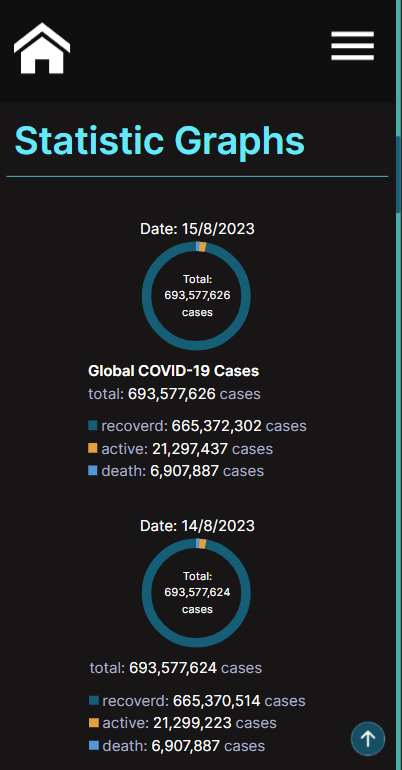 Statistic Graphs
Date: 15/8/2023
Total:
693,577,626
cases
Global COVID-19 Cases
total: 693,577,626 cases
recoverd: 665,372,302 cases
active: 21,297,437 cases
death: 6,907,887 cases
Date: 14/8/2023
Total:
693,577,624
cases
total: 693,577,624 cases
recoverd: 665,370,514 cases
active: 21,299,223 cases
death: 6,907,887 cases